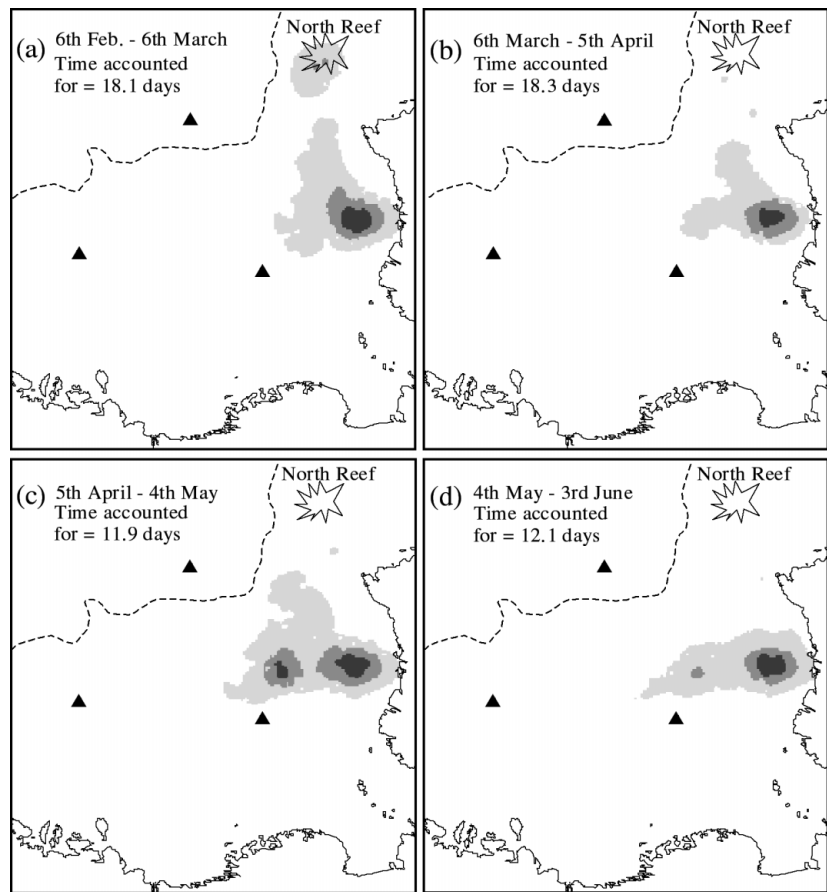 North Reef
(a) 6th Feb. - 6th March
Time accounted
for = 18.1 days
North Reef
(b) 6th March - 5th April
Time accounted
for = 18.3 days
North Reef
(c) 5th April - 4th May
Time accounted
for = 11.9 days
North Reef
(d) 4th May - 3rd June
Time accounted
for = 12.1 days